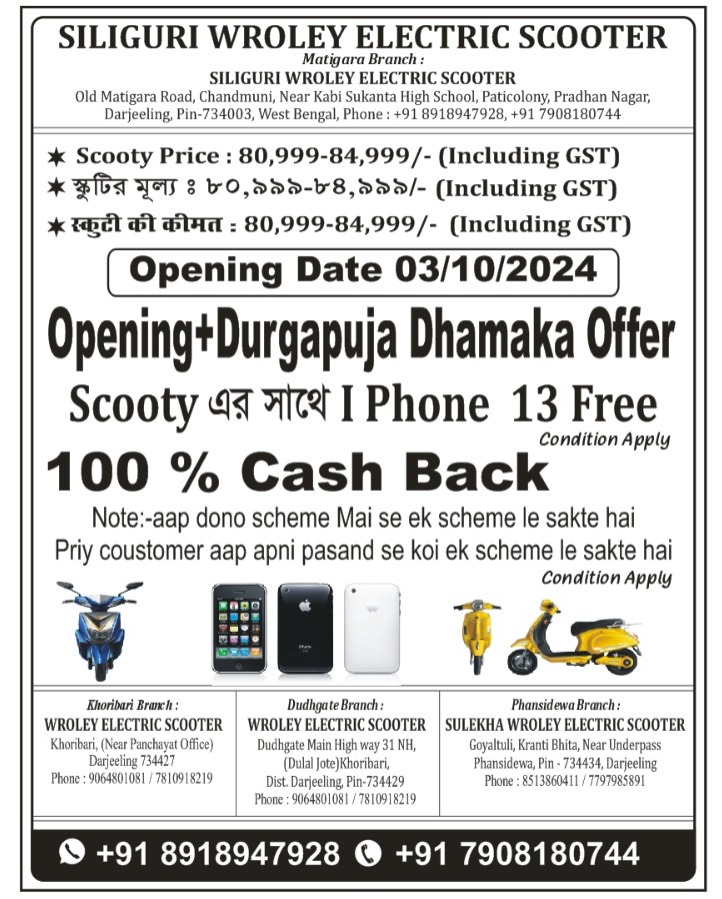 SILIGURI WROLEY ELECTRIC SCOOTER
Matigara Branch :
SILIGURI WROLEY ELECTRIC SCOOTER
Old Matigara Road, Chandmuni, Near Kabi Sukanta High School, Paticolony, Pradhan Nagar,
Darjeeling, Pin-734003, West Bengal, Phone : +91 8918947928, +91 7908180744
★ Scooty Price : 80,999-84,999/- (Including GST)
★ স্কুটির মূল্য ঃ ৮০,৯৯৯-৮৪,৯৯৯/- (Including GST)
★ स्कुटी की कीमत : 80,999-84,999/- (Including GST)
Opening Date 03/10/2024
Opening+Durgapuja Dhamaka Offer
Scooty এর সাথে I Phone 13 Free
Condition Apply
100 % Cash Back
Note:-aap dono scheme Mai se ek scheme le sakte hai
Priy coustomer aap apni pasand se koi ek scheme le sakte hai
Condition Apply
Khoribari Branch :
WROLEY ELECTRIC SCOOTER
Khoribari, (Near Panchayat Office)
Darjeeling 734427
Phone : 9064801081 / 7810918219
Dudhgate Branch :
WROLEY ELECTRIC SCOOTER
Dudhgate Main High way 31 NH,
(Dulal Jote)Khoribari,
Dist. Darjeeling, Pin-734429
Phone : 9064801081 / 7810918219
Phansidewa Branch :
SULEKHA WROLEY ELECTRIC SCOOTER
Goyaltuli, Kranti Bhita, Near Underpass
Phansidewa, Pin - 734434, Darjeeling
Phone : 8513860411 / 7797985891
+91 8918947928 +91 7908180744